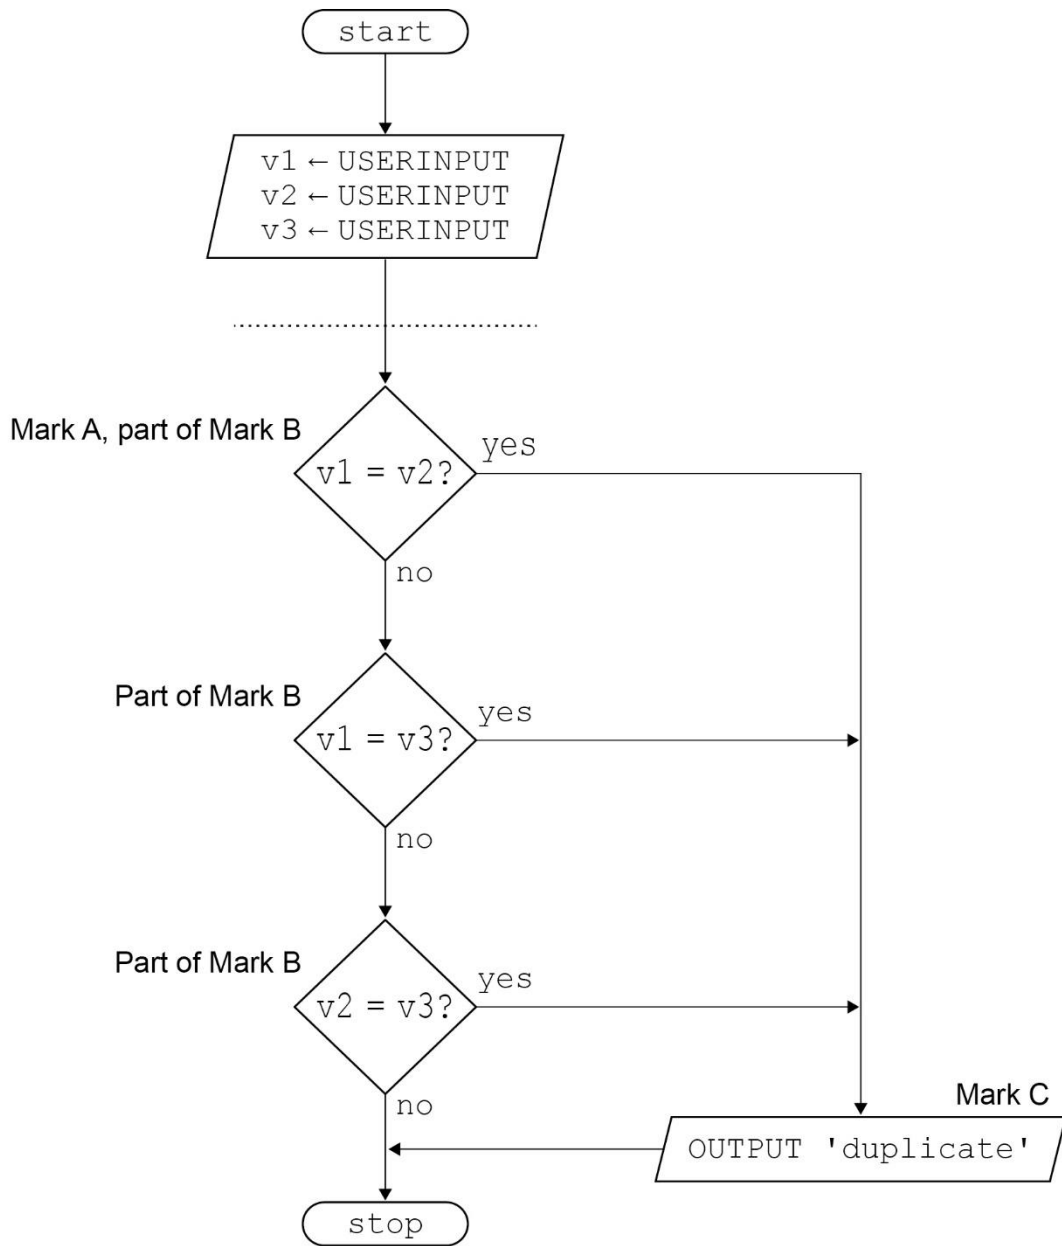 start
v1 ← USERINPUT
v2 ← USERINPUT
v3 ← USERINPUT
Mark A, part of Mark B
v1 = v2?
yes
no
Part of Mark B
v1 = v3?
yes
no
Part of Mark B
v2 = v3?
yes
no
Mark C
OUTPUT 'duplicate'
stop